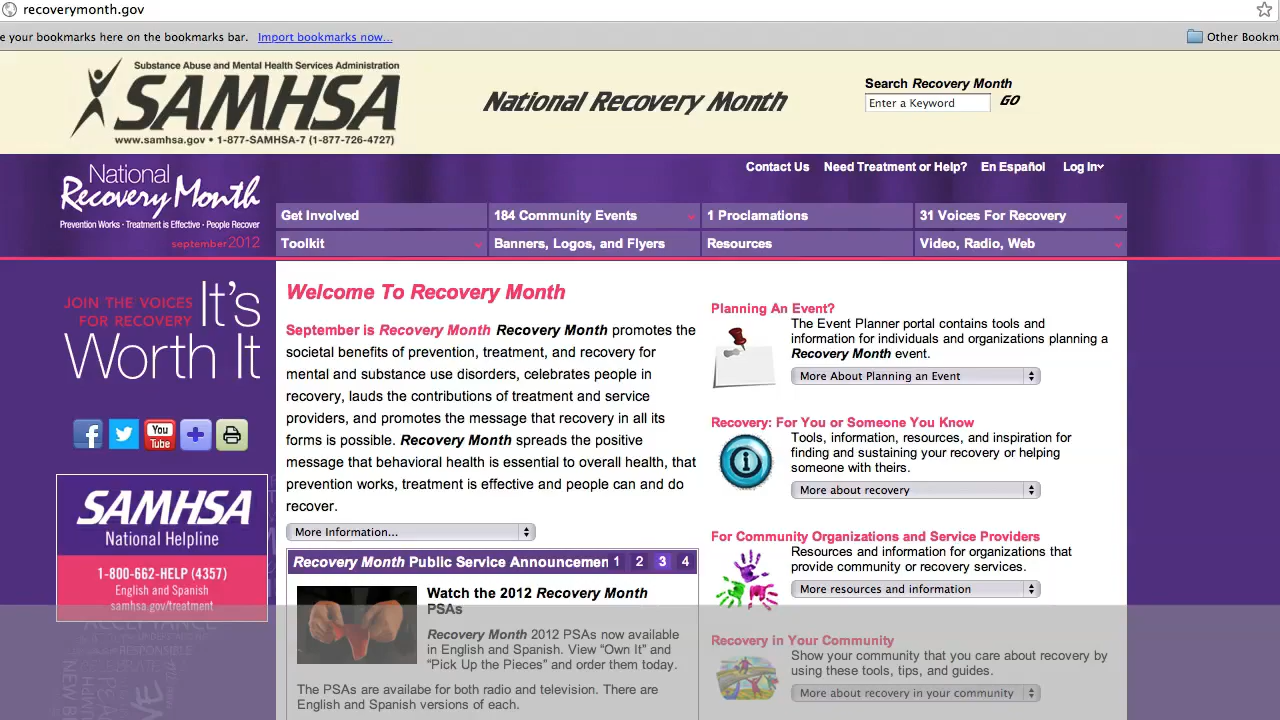 recoverymonth.gov
e your bookmarks here on the bookmarks bar. Import bookmarks now...
Other Bookm
Substance Abuse and Mental Health Services Administration
SAMHSA
www.samhsa.gov • 1-877-SAMHSA-7 (1-877-726-4727)
National Recovery Month
Search Recovery Month
Enter a Keyword GO
Contact Us Need Treatment or Help? En Español Log In
National
Recovery Month
Prevention Works · Treatment is Effective · People Recover
september2012
Get Involved 184 Community Events 1 Proclamations 31 Voices For Recovery
Toolkit Banners, Logos, and Flyers Resources Video, Radio, Web
JOIN THE VOICES
FOR RECOVERY
It's
Worth It
You
Tube
SAMHSA
National Helpline
1-800-662-HELP (4357)
English and Spanish
samhsa.gov/treatment
ACCEPTANCE
RESPONSIBLE
Welcome To Recovery Month
September is Recovery Month Recovery Month promotes the
societal benefits of prevention, treatment, and recovery for
mental and substance use disorders, celebrates people in
recovery, lauds the contributions of treatment and service
providers, and promotes the message that recovery in all its
forms is possible. Recovery Month spreads the positive
message that behavioral health is essential to overall health, that
prevention works, treatment is effective and people can and do
recover.
More Information...
Recovery Month Public Service Announcemen 1 2 3 4
Watch the 2012 Recovery Month
PSAs
Recovery Month 2012 PSAs now available
in English and Spanish. View “Own It” and
“Pick Up the Pieces” and order them today.
The PSAs are availabe for both radio and television. There are
English and Spanish versions of each.
Planning An Event?
The Event Planner portal contains tools and
information for individuals and organizations planning a
Recovery Month event.
More About Planning an Event
Recovery: For You or Someone You Know
Tools, information, resources, and inspiration for
finding and sustaining your recovery or helping
someone with theirs.
More about recovery
For Community Organizations and Service Providers
Resources and information for organizations that
provide community or recovery services.
More resources and information
Recovery in Your Community
Show your community that you care about recovery by
using these tools, tips, and guides.
More about recovery in your community